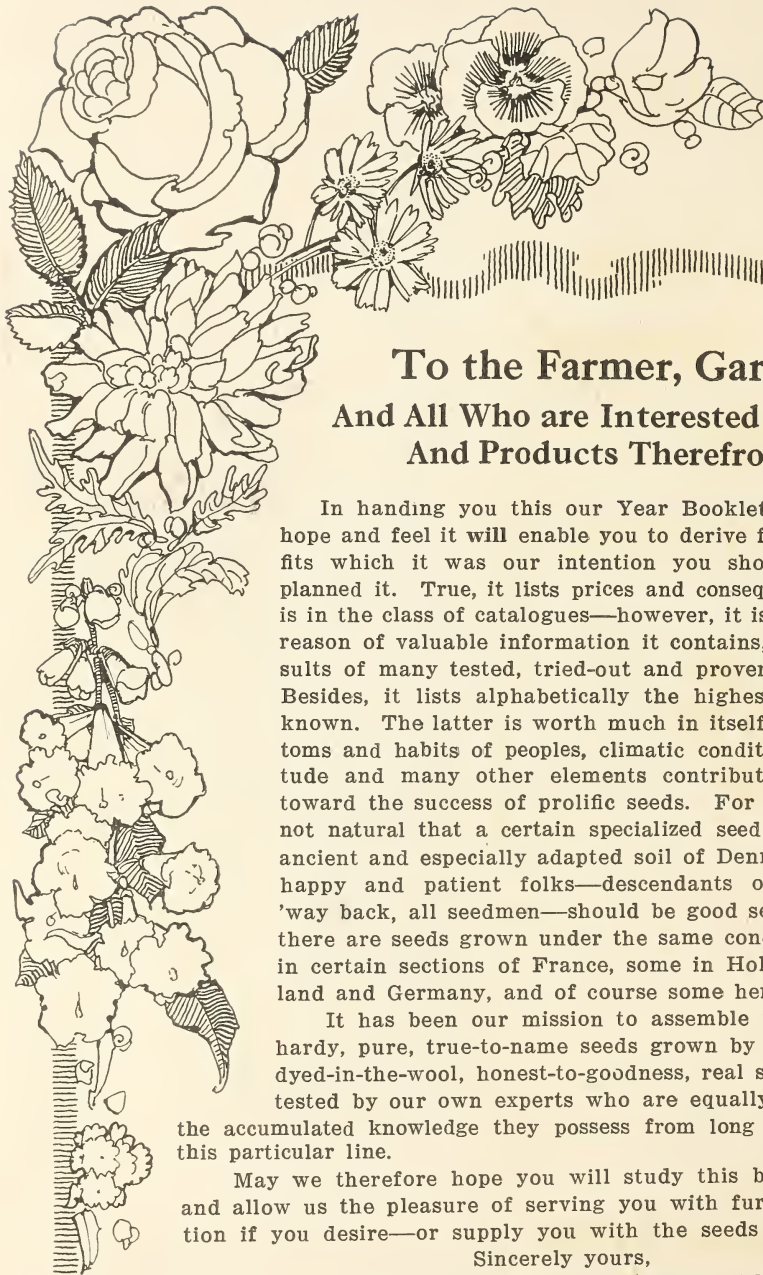 To the Farmer, Gar
And All Who are Interested
And Products Therefro
In handing you this our Year Booklet
hope and feel it will enable you to derive f
fits which it was our intention you sho
planned it. True, it lists prices and conseq
is in the class of catalogues—however, it is
reason of valuable information it contains,
sults of many tested, tried-out and proven
Besides, it lists alphabetically the highes
known. The latter is worth much in itself
toms and habits of peoples, climatic condit
tude and many other elements contribut
toward the success of prolific seeds. For
not natural that a certain specialized seed
ancient and especially adapted soil of Denm
happy and patient folks—descendants o
'way back, all seedmen—should be good se
there are seeds grown under the same con
in certain sections of France, some in Hol
land and Germany, and of course some her
It has been our mission to assemble
hardy, pure, true-to-name seeds grown by
dyed-in-the-wool, honest-to-goodness, real s
tested by our own experts who are equally
the accumulated knowledge they possess from long
this particular line.
May we therefore hope you will study this b
and allow us the pleasure of serving you with fur
tion if you desire—or supply you with the seeds
Sincerely yours,